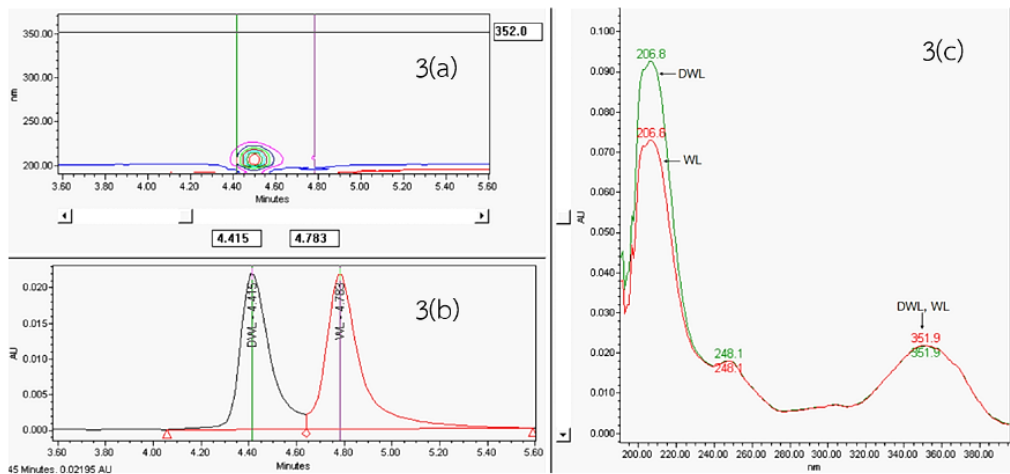 3(a)
352.0
nm
350.00
300.00
250.00
200.00
3.60 3.80 4.00 4.20 4.40 4.60 4.80 5.00 5.20 5.40 5.60
Minutes
4.415 4.783
3(b)
AU
0.020
0.015
0.010
0.005
0.000
DWL - 4.415
WL - 4.783
3.60 3.80 4.00 4.20 4.40 4.60 4.80 5.00 5.20 5.40 5.60
Minutes
45 Minutes, 0.02195 AU
3(c)
AU
0.100
0.090
0.080
0.070
0.060
0.050
0.040
0.030
0.020
0.010
0.000
206.8
DWL
206.8
WL
248.1
248.1
DWL, WL
351.9
351.9
200.00 220.00 240.00 260.00 280.00 300.00 320.00 340.00 360.00 380.00
nm